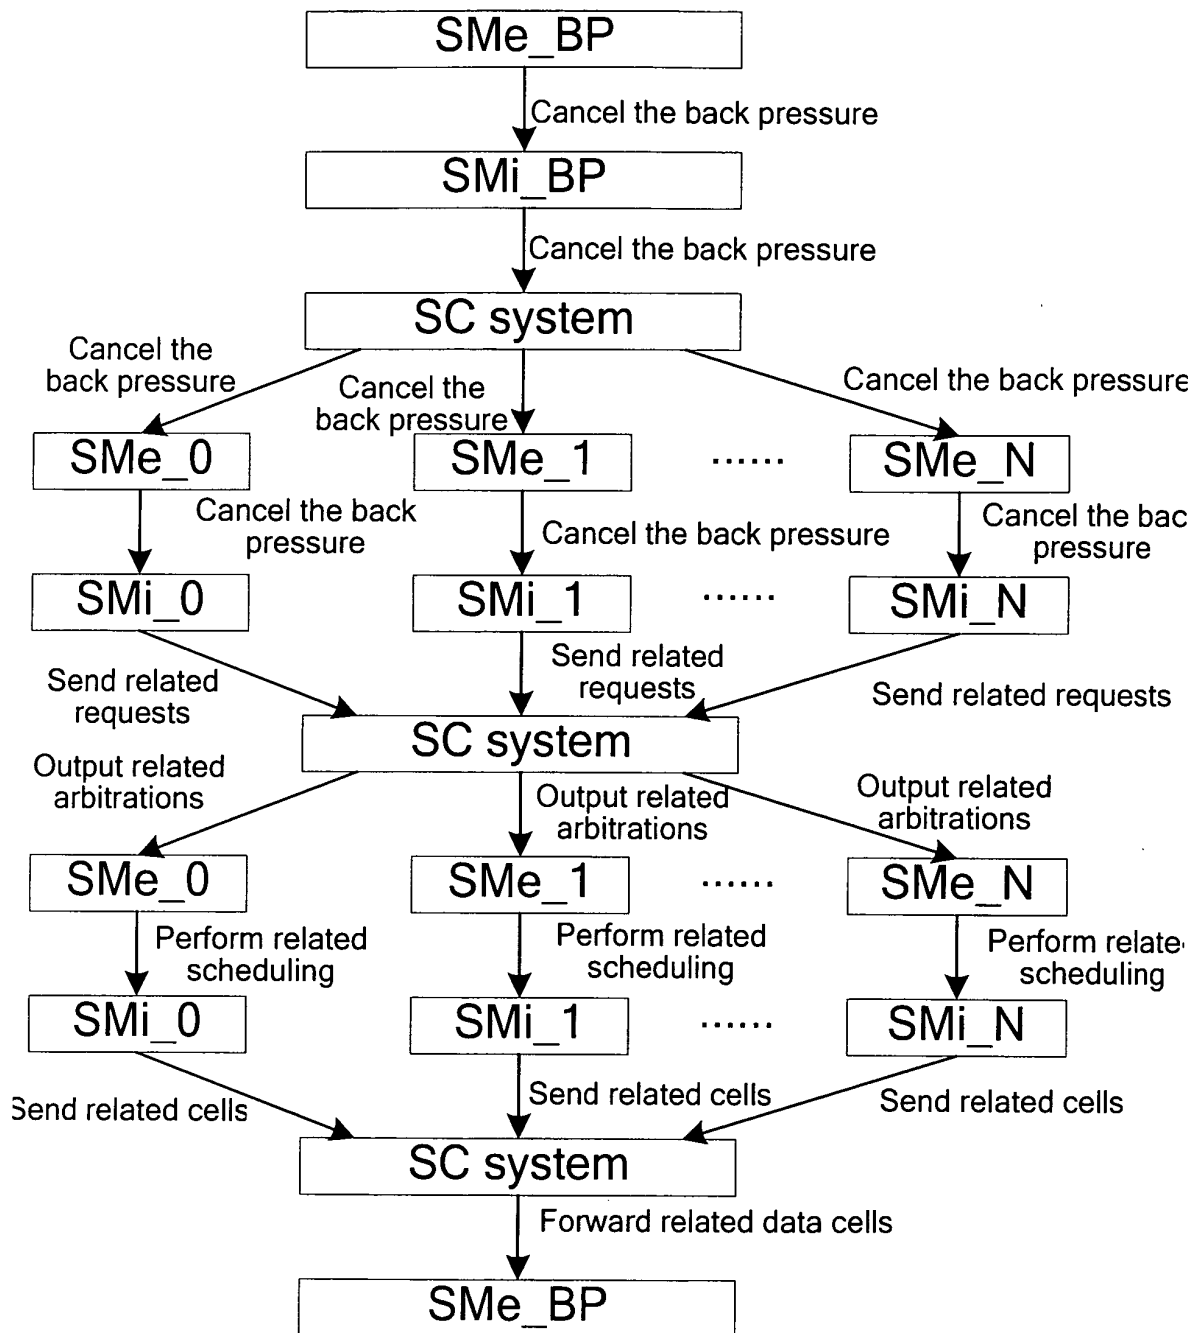 SMe_BP
Cancel the back pressure
SMi_BP
Cancel the back pressure
SC system
Cancel the
back pressure
Cancel the
back pressure
Cancel the back pressure
SMe_0
SMe_1
......
SMe_N
Cancel the back
pressure
Cancel the back pressure
Cancel the bac
pressure
SMi_0
SMi_1
......
SMi_N
Send related
requests
Send related
requests
Send related requests
SC system
Output related
arbitrations
Output related
arbitrations
Output related
arbitrations
SMe_0
SMe_1
......
SMe_N
Perform related
scheduling
Perform related
scheduling
Perform relate
scheduling
SMi_0
SMi_1
......
SMi_N
Send related cells
Send related cells
Send related cells
SC system
Forward related data cells
SMe_BP